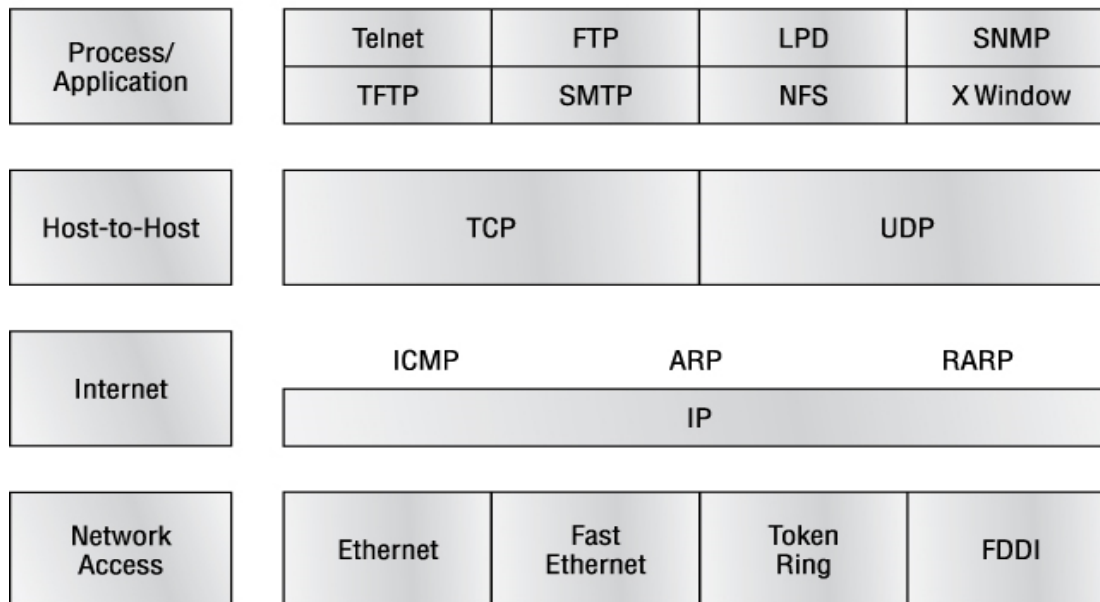 Process/
Application
Telnet FTP LPD SNMP
TFTP SMTP NFS X Window
Host-to-Host
TCP UDP
Internet
ICMP ARP RARP
IP
Network
Access
Ethernet
Fast
Ethernet
Token
Ring
FDDI